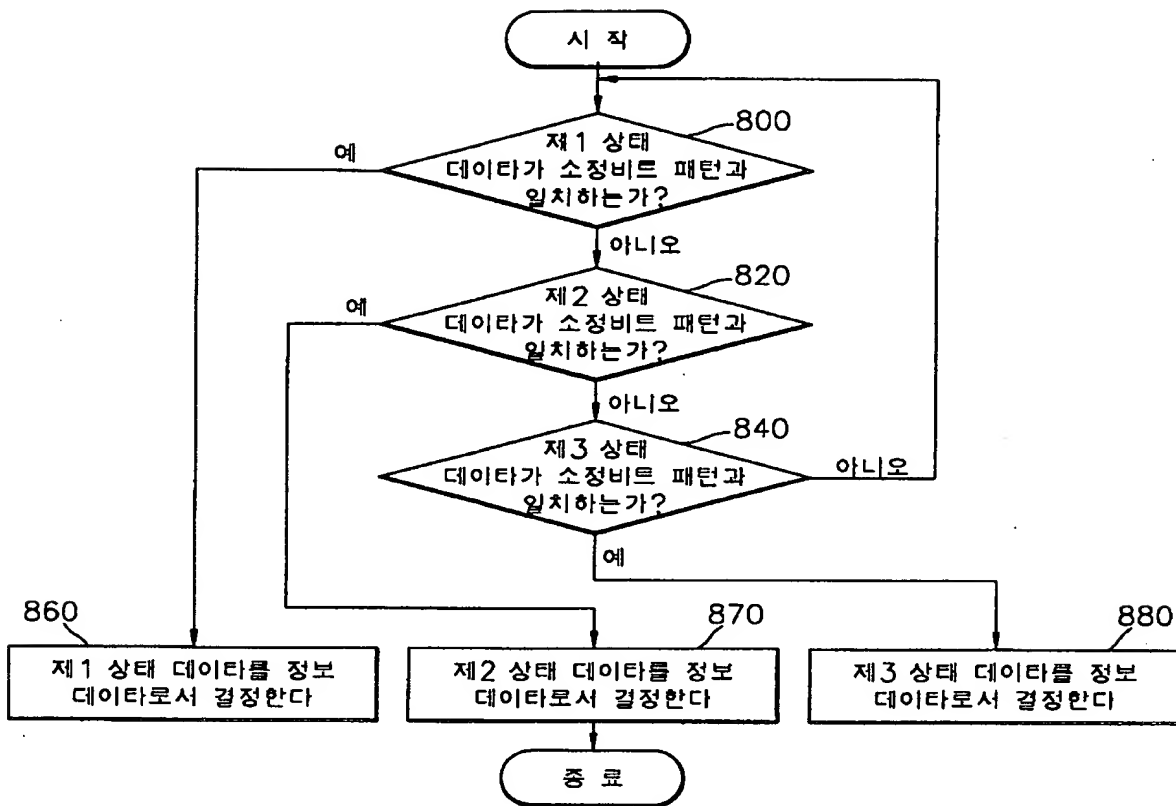 시 작
800
제1 상태
데이타가 소정비트 패턴과
일치하는가?
예
아니오
820
제2 상태
데이타가 소정비트 패턴과
일치하는가?
예
아니오
840
제3 상태
데이타가 소정비트 패턴과
일치하는가?
아니오
예
860
제1 상태 데이타를 정보
데이타로서 결정한다
870
제2 상태 데이타를 정보
데이타로서 결정한다
880
제3 상태 데이타를 정보
데이타로서 결정한다
종 료